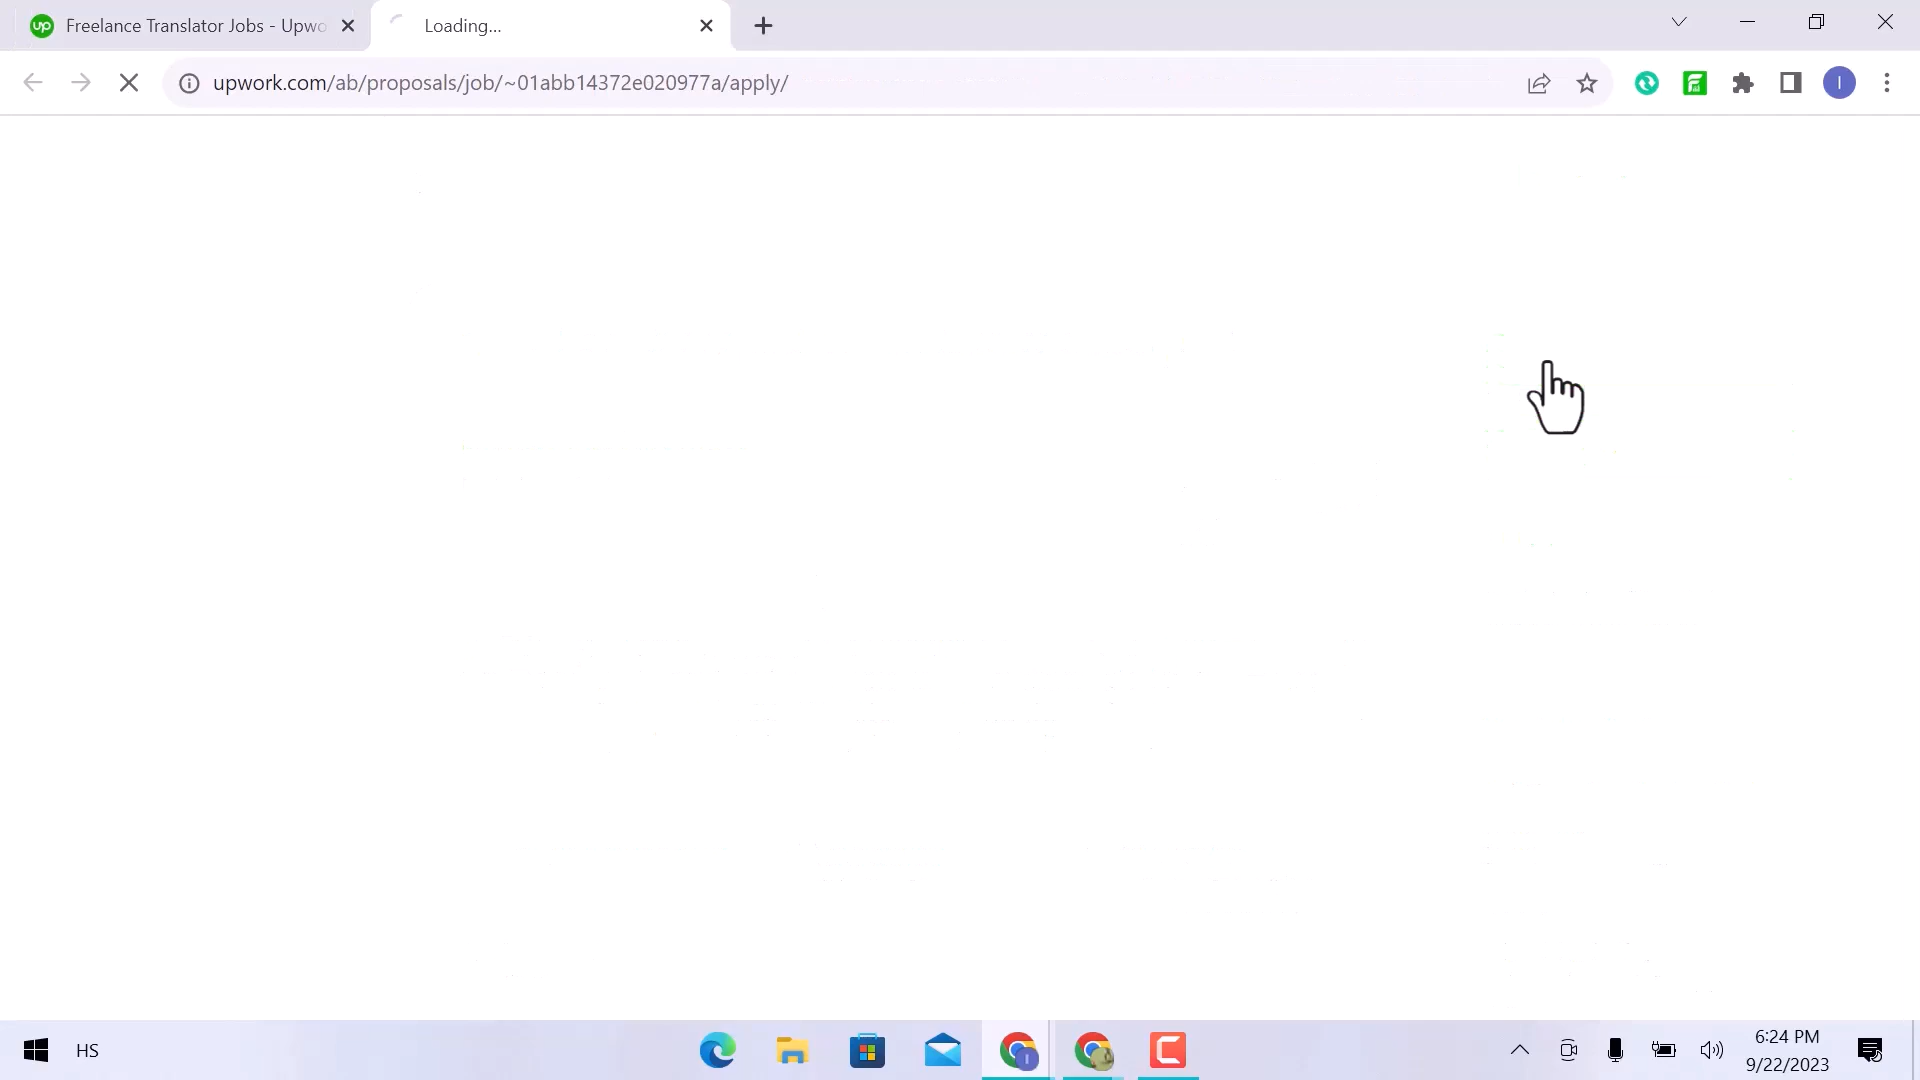 up Freelance Translator Jobs - Upwo
Loading...
upwork.com/ab/proposals/job/~01abb14372e020977a/apply/
I
HS
I
6:24 PM
9/22/2023